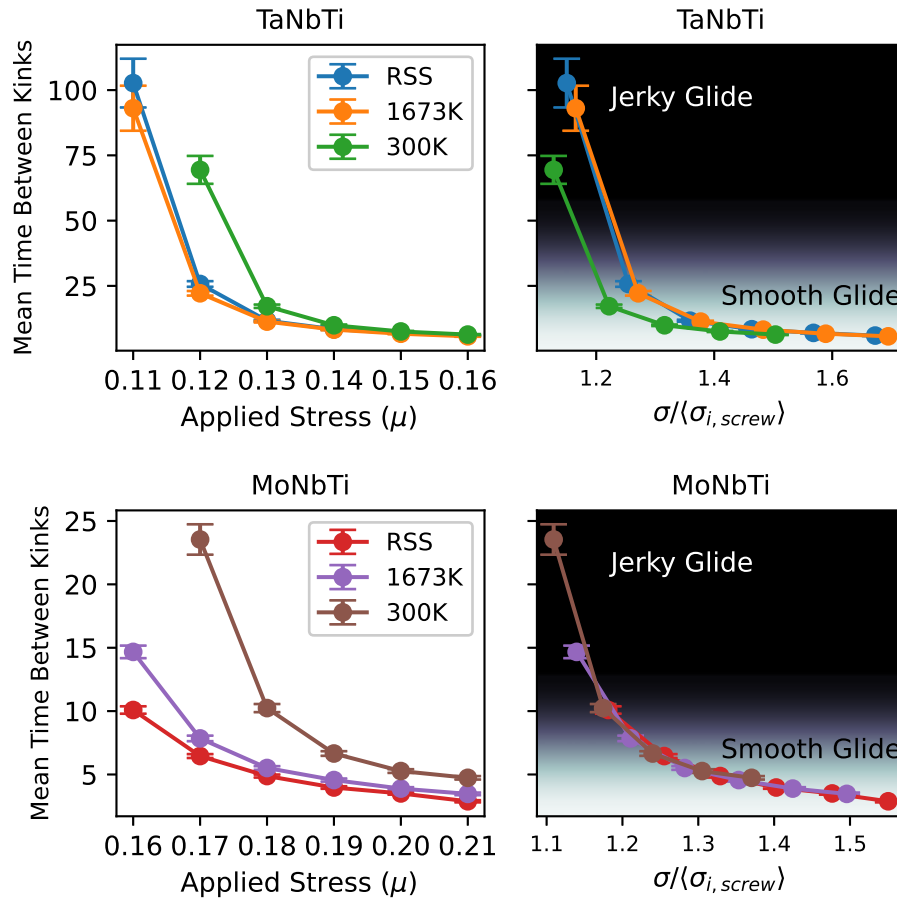 TaNbTi
Mean Time Between Kinks
100
75
50
25
0.11 0.12 0.13 0.14 0.15 0.16
Applied Stress (μ)
RSS
1673K
300K
TaNbTi
Jerky Glide
Smooth Glide
1.2 1.4 1.6
σ/⟨σ_{i, screw}⟩
MoNbTi
Mean Time Between Kinks
25
20
15
10
5
0.16 0.17 0.18 0.19 0.20 0.21
Applied Stress (μ)
RSS
1673K
300K
MoNbTi
Jerky Glide
Smooth Glide
1.1 1.2 1.3 1.4 1.5
σ/⟨σ_{i, screw}⟩